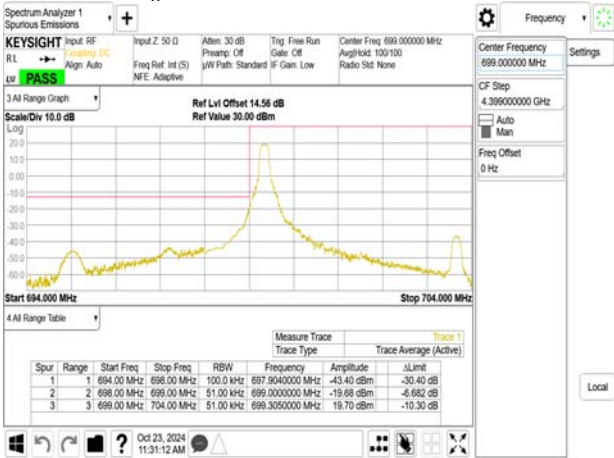 Spectrum Analyzer 1
Spurious Emissions
Frequency
KEYSIGHT
RL
LXI
PASS
Input: RF
Coupling: DC
Align: Auto
Input Z: 50 Ω
Freq Ref: Int (S)
NFE: Adaptive
Atten: 30 dB
Preamp: Off
µW Path: Standard
Trig: Free Run
Gate: Off
IF Gain: Low
Center Freq: 699.000000 MHz
Avg|Hold: 100/100
Radio Std: None
Center Frequency
699.000000 MHz
Settings
CF Step
4.399000000 GHz
Auto
Man
Freq Offset
0 Hz
3 All Range Graph
Scale/Div 10.0 dB
Ref Lvl Offset 14.56 dB
Ref Value 30.00 dBm
Log
20.0
10.0
0.00
-10.0
-20.0
-30.0
-40.0
-50.0
-60.0
Start 694.000 MHz
Stop 704.000 MHz
4 All Range Table
Measure Trace Trace 1
Trace Type Trace Average (Active)
Spur Range Start Freq Stop Freq RBW Frequency Amplitude ΔLimit
1 1 694.00 MHz 698.00 MHz 100.0 kHz 697.9040000 MHz -43.40 dBm -30.40 dB
2 2 698.00 MHz 699.00 MHz 51.00 kHz 699.0000000 MHz -19.68 dBm -6.682 dB
3 3 699.00 MHz 704.00 MHz 51.00 kHz 699.3050000 MHz 19.70 dBm -10.30 dB
Local
?
Oct 23, 2024
11:31:12 AM